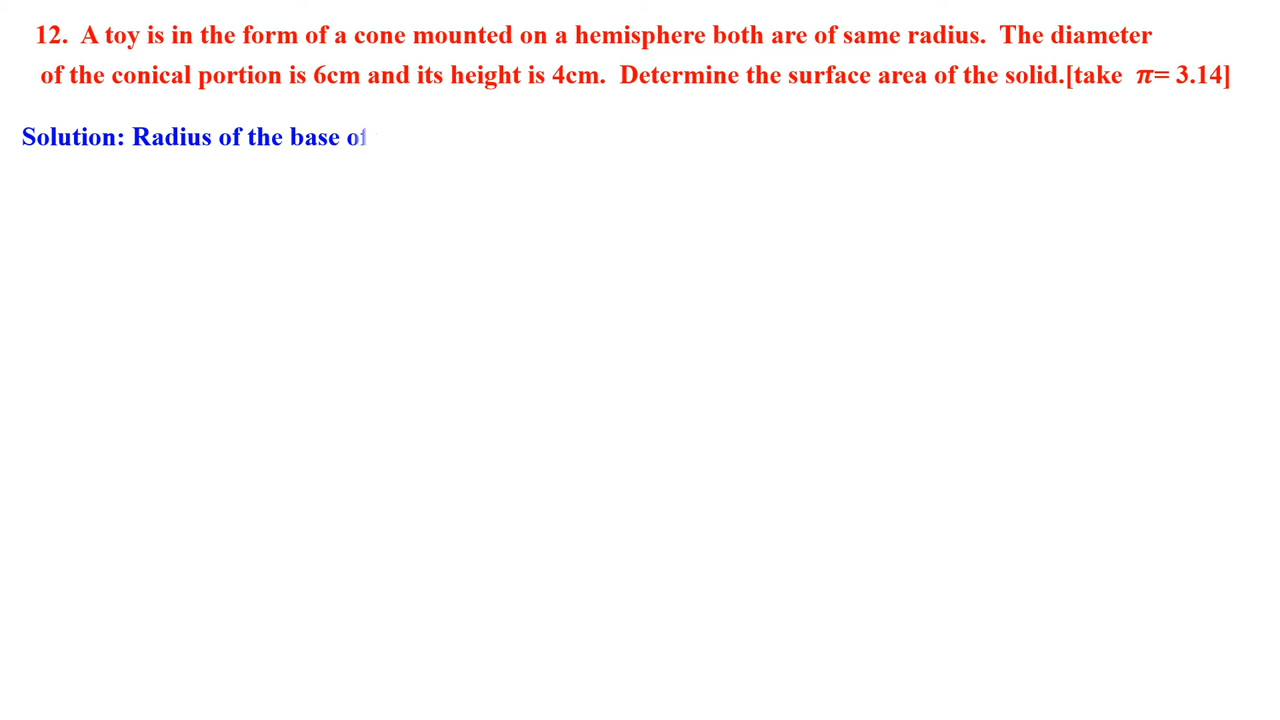 12. A toy is in the form of a cone mounted on a hemisphere both are of same radius. The diameter
of the conical portion is 6cm and its height is 4cm. Determine the surface area of the solid.[take π= 3.14]
Solution: Radius of the base of